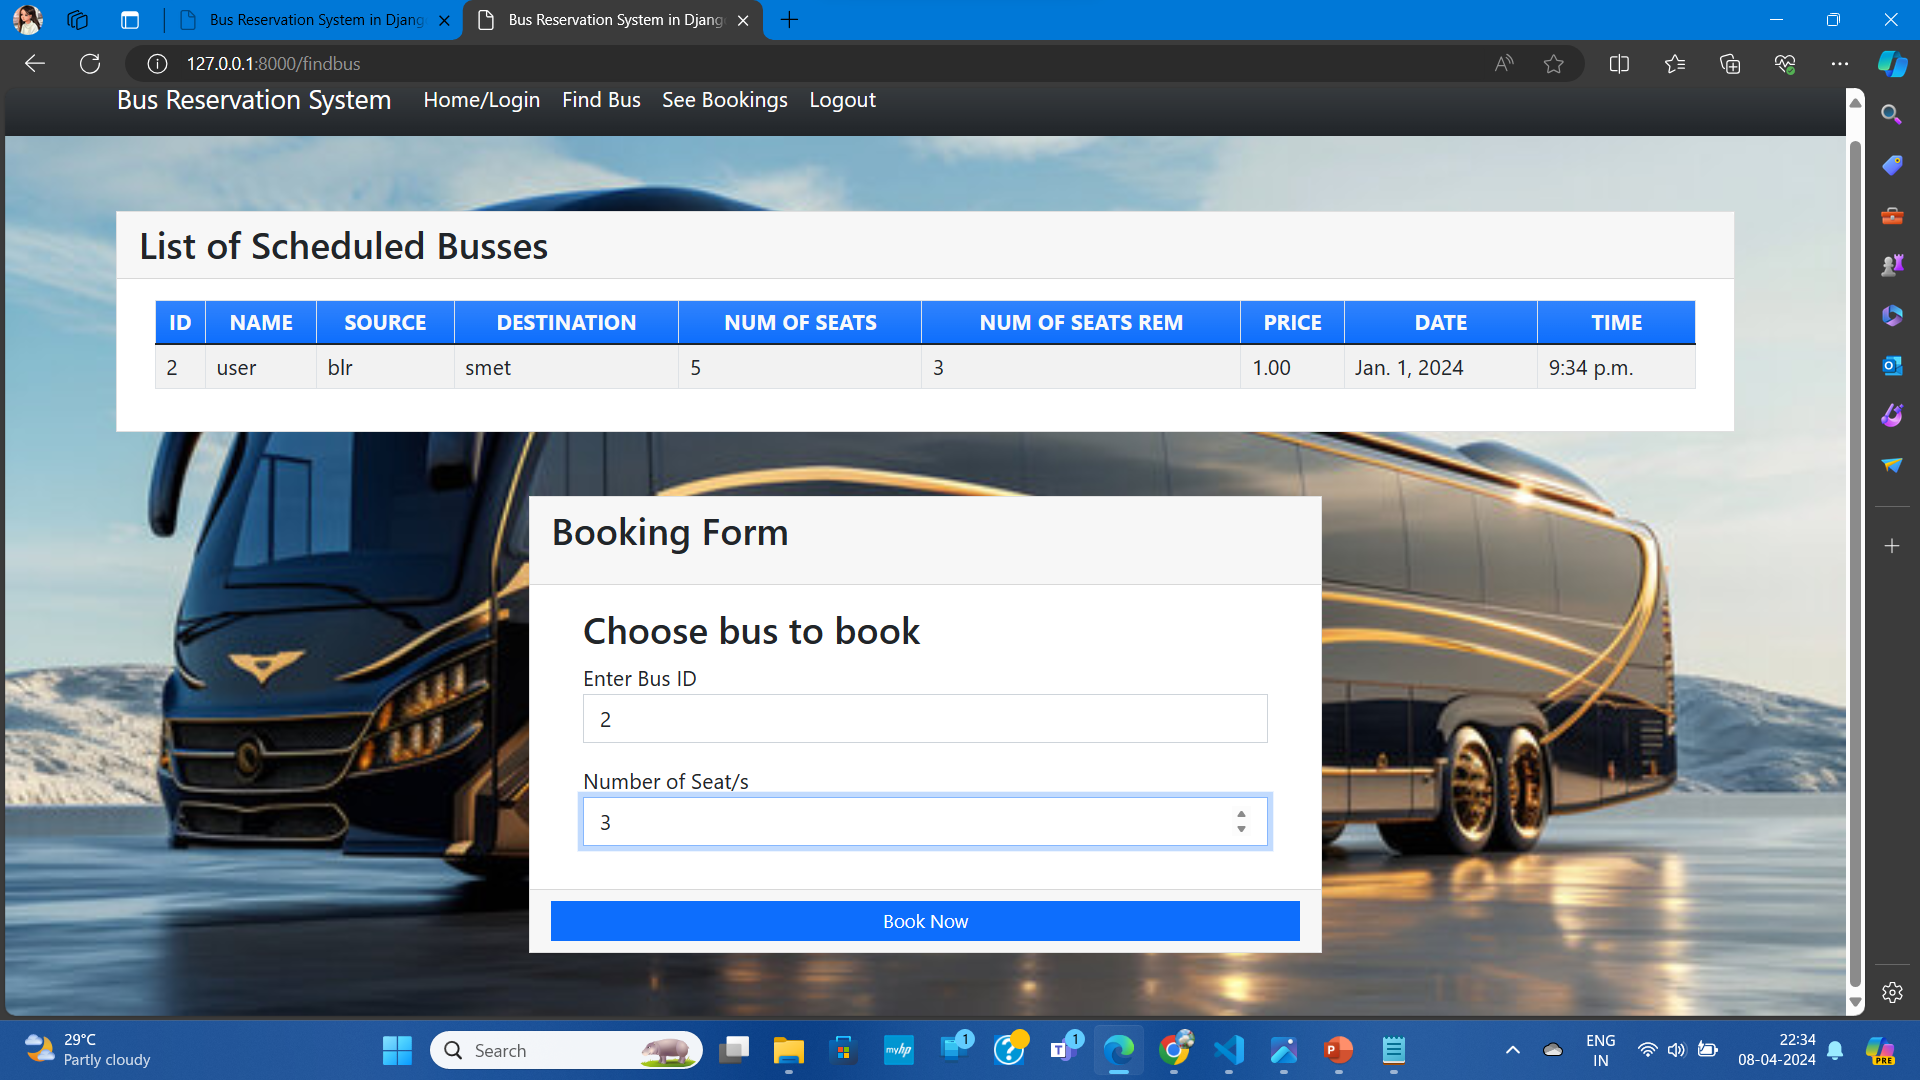 Bus Reservation System in Djang
Bus Reservation System in Djang
127.0.0.1:8000/findbus
Bus Reservation System Home/Login Find Bus See Bookings Logout
List of Scheduled Busses
ID NAME SOURCE DESTINATION NUM OF SEATS NUM OF SEATS REM PRICE DATE TIME
2 user blr smet 5 3 1.00 Jan. 1, 2024 9:34 p.m.
Booking Form
Choose bus to book
Enter Bus ID
2
Number of Seat/s
3
Book Now
29°C
Partly cloudy
Search
myhp
1
1
ENG
IN
22:34
08-04-2024
PRE